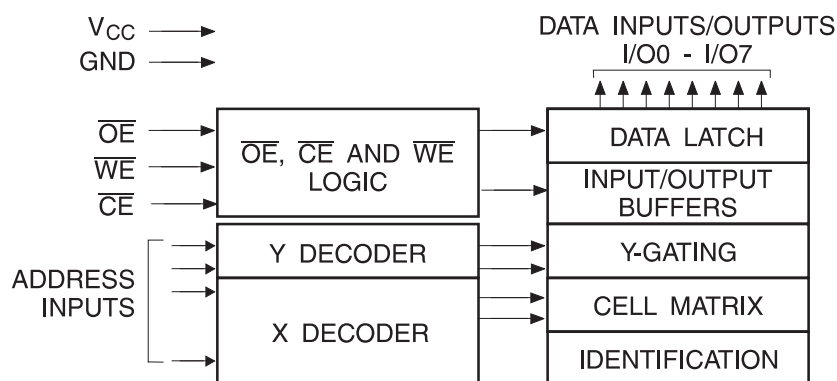 VCC
GND
OE
WE
CE
ADDRESS
INPUTS
OE, CE AND WE
LOGIC
Y DECODER
X DECODER
DATA INPUTS/OUTPUTS
I/O0 - I/O7
DATA LATCH
INPUT/OUTPUT
BUFFERS
Y-GATING
CELL MATRIX
IDENTIFICATION